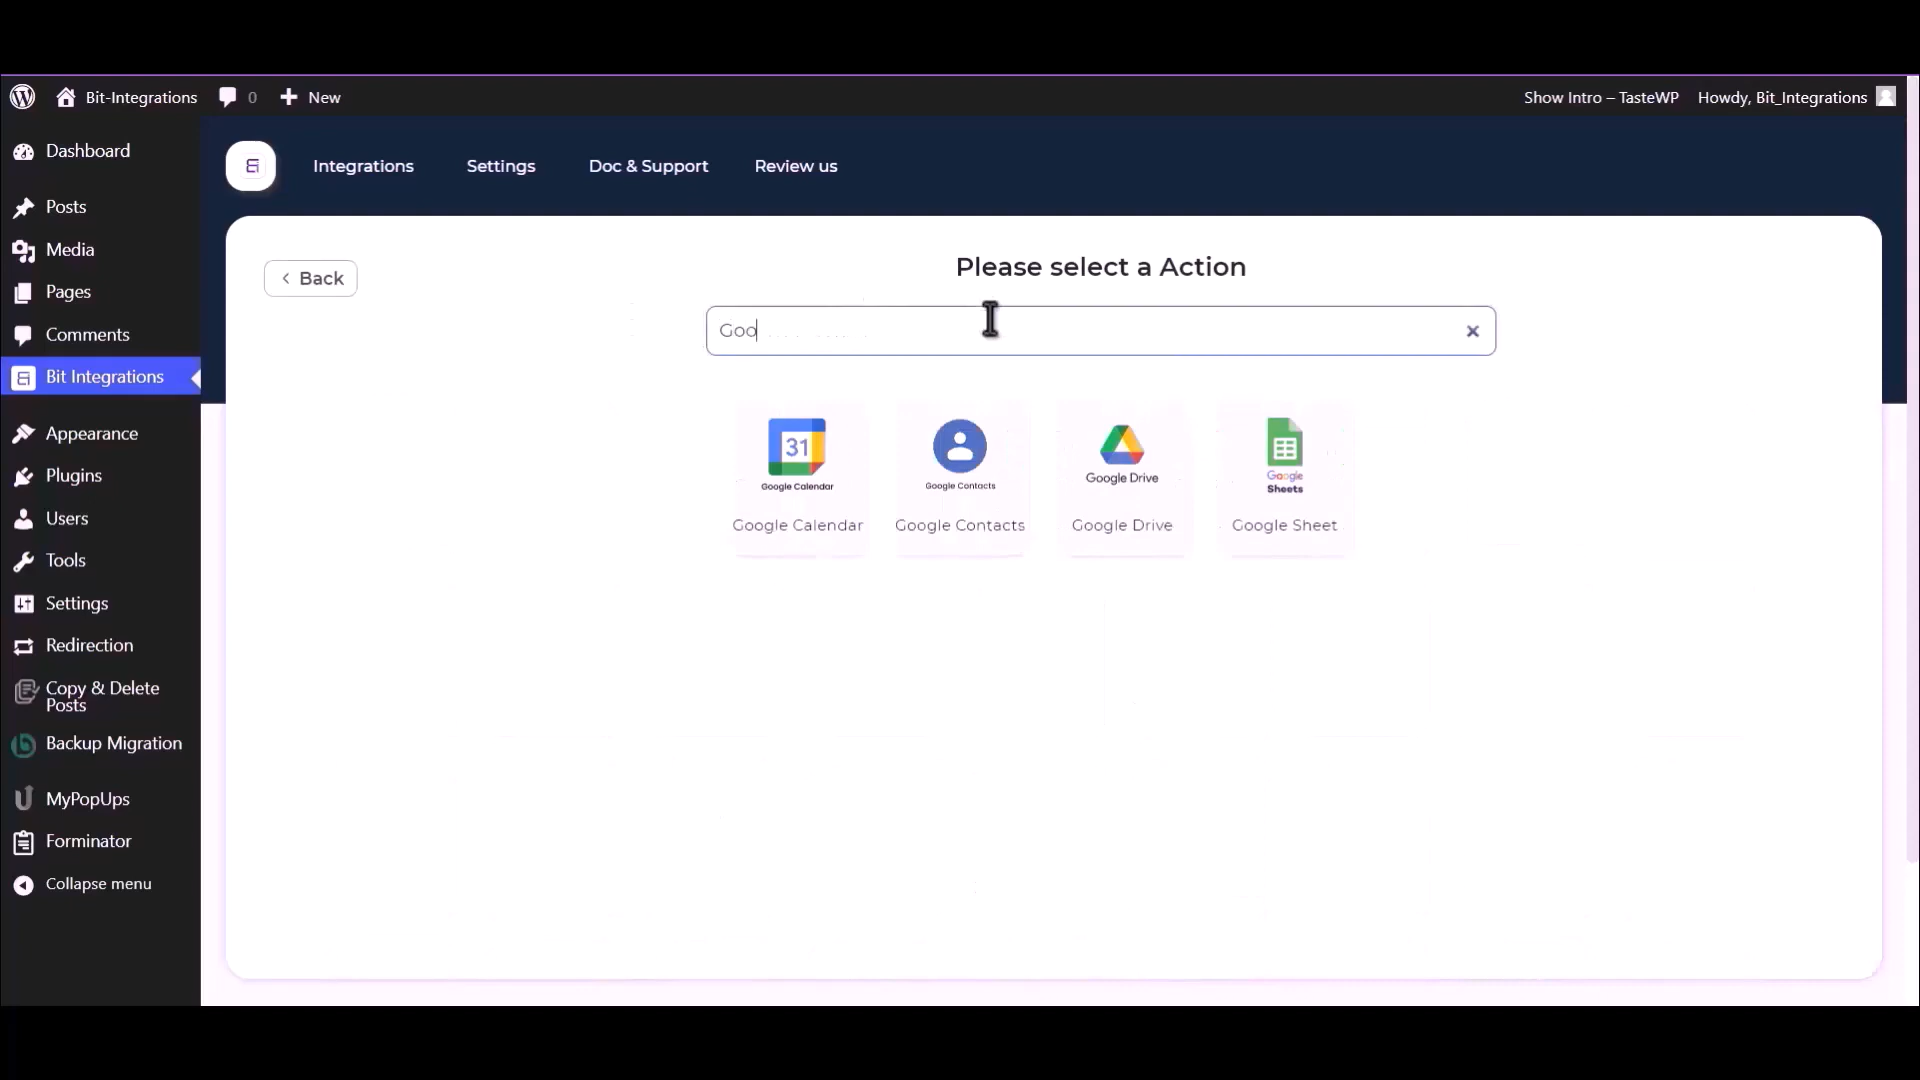 Bit-Integrations
0
New
Show Intro – TasteWP
Howdy, Bit_Integrations
Dashboard
Posts
Media
Pages
Comments
Bit Integrations
Appearance
Plugins
Users
Tools
Settings
Redirection
Copy & Delete
Posts
Backup Migration
MyPopUps
Forminator
Collapse menu
Integrations
Settings
Doc & Support
Review us
Back
Please select a Action
Goo
31
Google Calendar
Google Calendar
Google Contacts
Google Contacts
Google Drive
Google Drive
Google
Sheets
Google Sheet